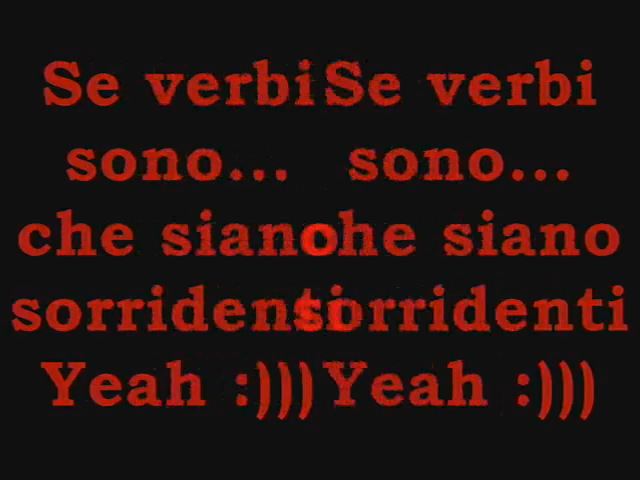 Se verbi Se verbi
sono... sono...
che siano che siano
sorridenti sorridenti
Yeah :))) Yeah :)))